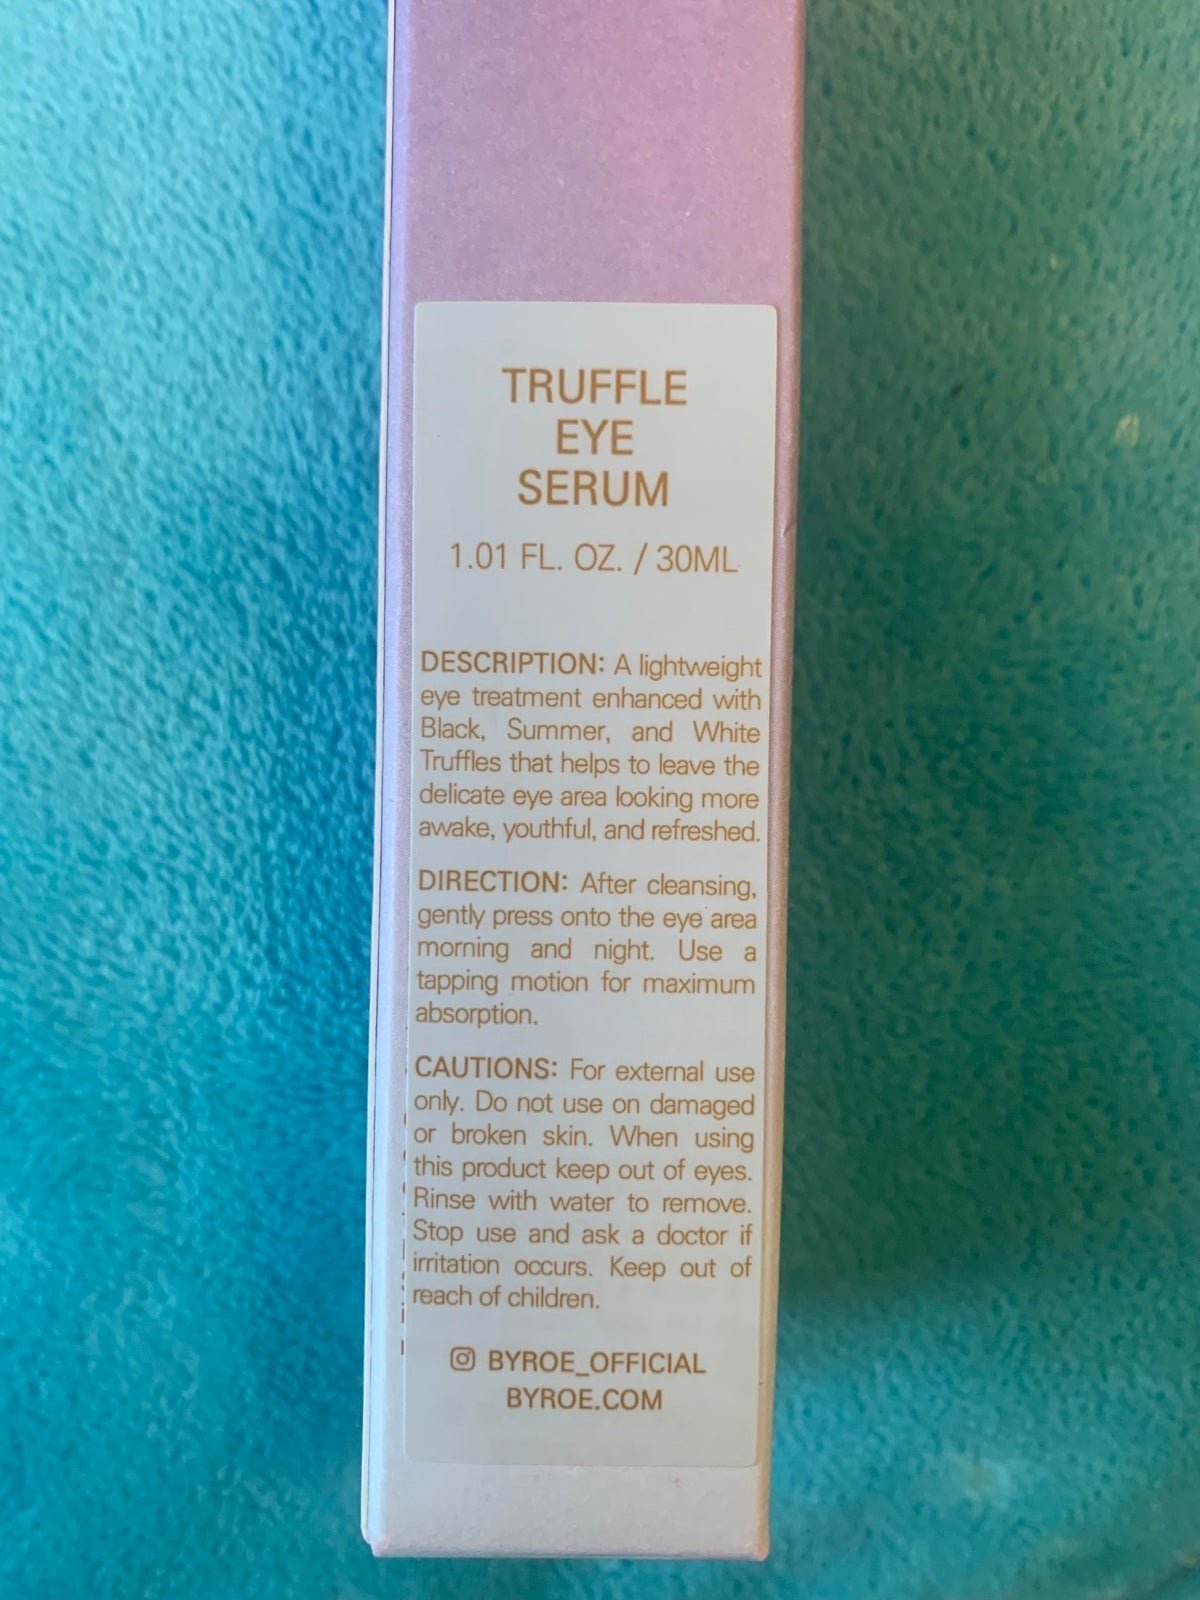 TRUFFLE
EYE
SERUM
1.01 FL. OZ. / 30ML
DESCRIPTION: A lightweight
eye treatment enhanced with
Black, Summer, and White
Truffles that helps to leave the
delicate eye area looking more
awake, youthful, and refreshed.
DIRECTION: After cleansing,
gently press onto the eye area
morning and night. Use a
tapping motion for maximum
absorption.
CAUTIONS: For external use
only. Do not use on damaged
or broken skin. When using
this product keep out of eyes.
Rinse with water to remove.
Stop use and ask a doctor if
irritation occurs. Keep out of
reach of children.
BYROE_OFFICIAL
BYROE.COM